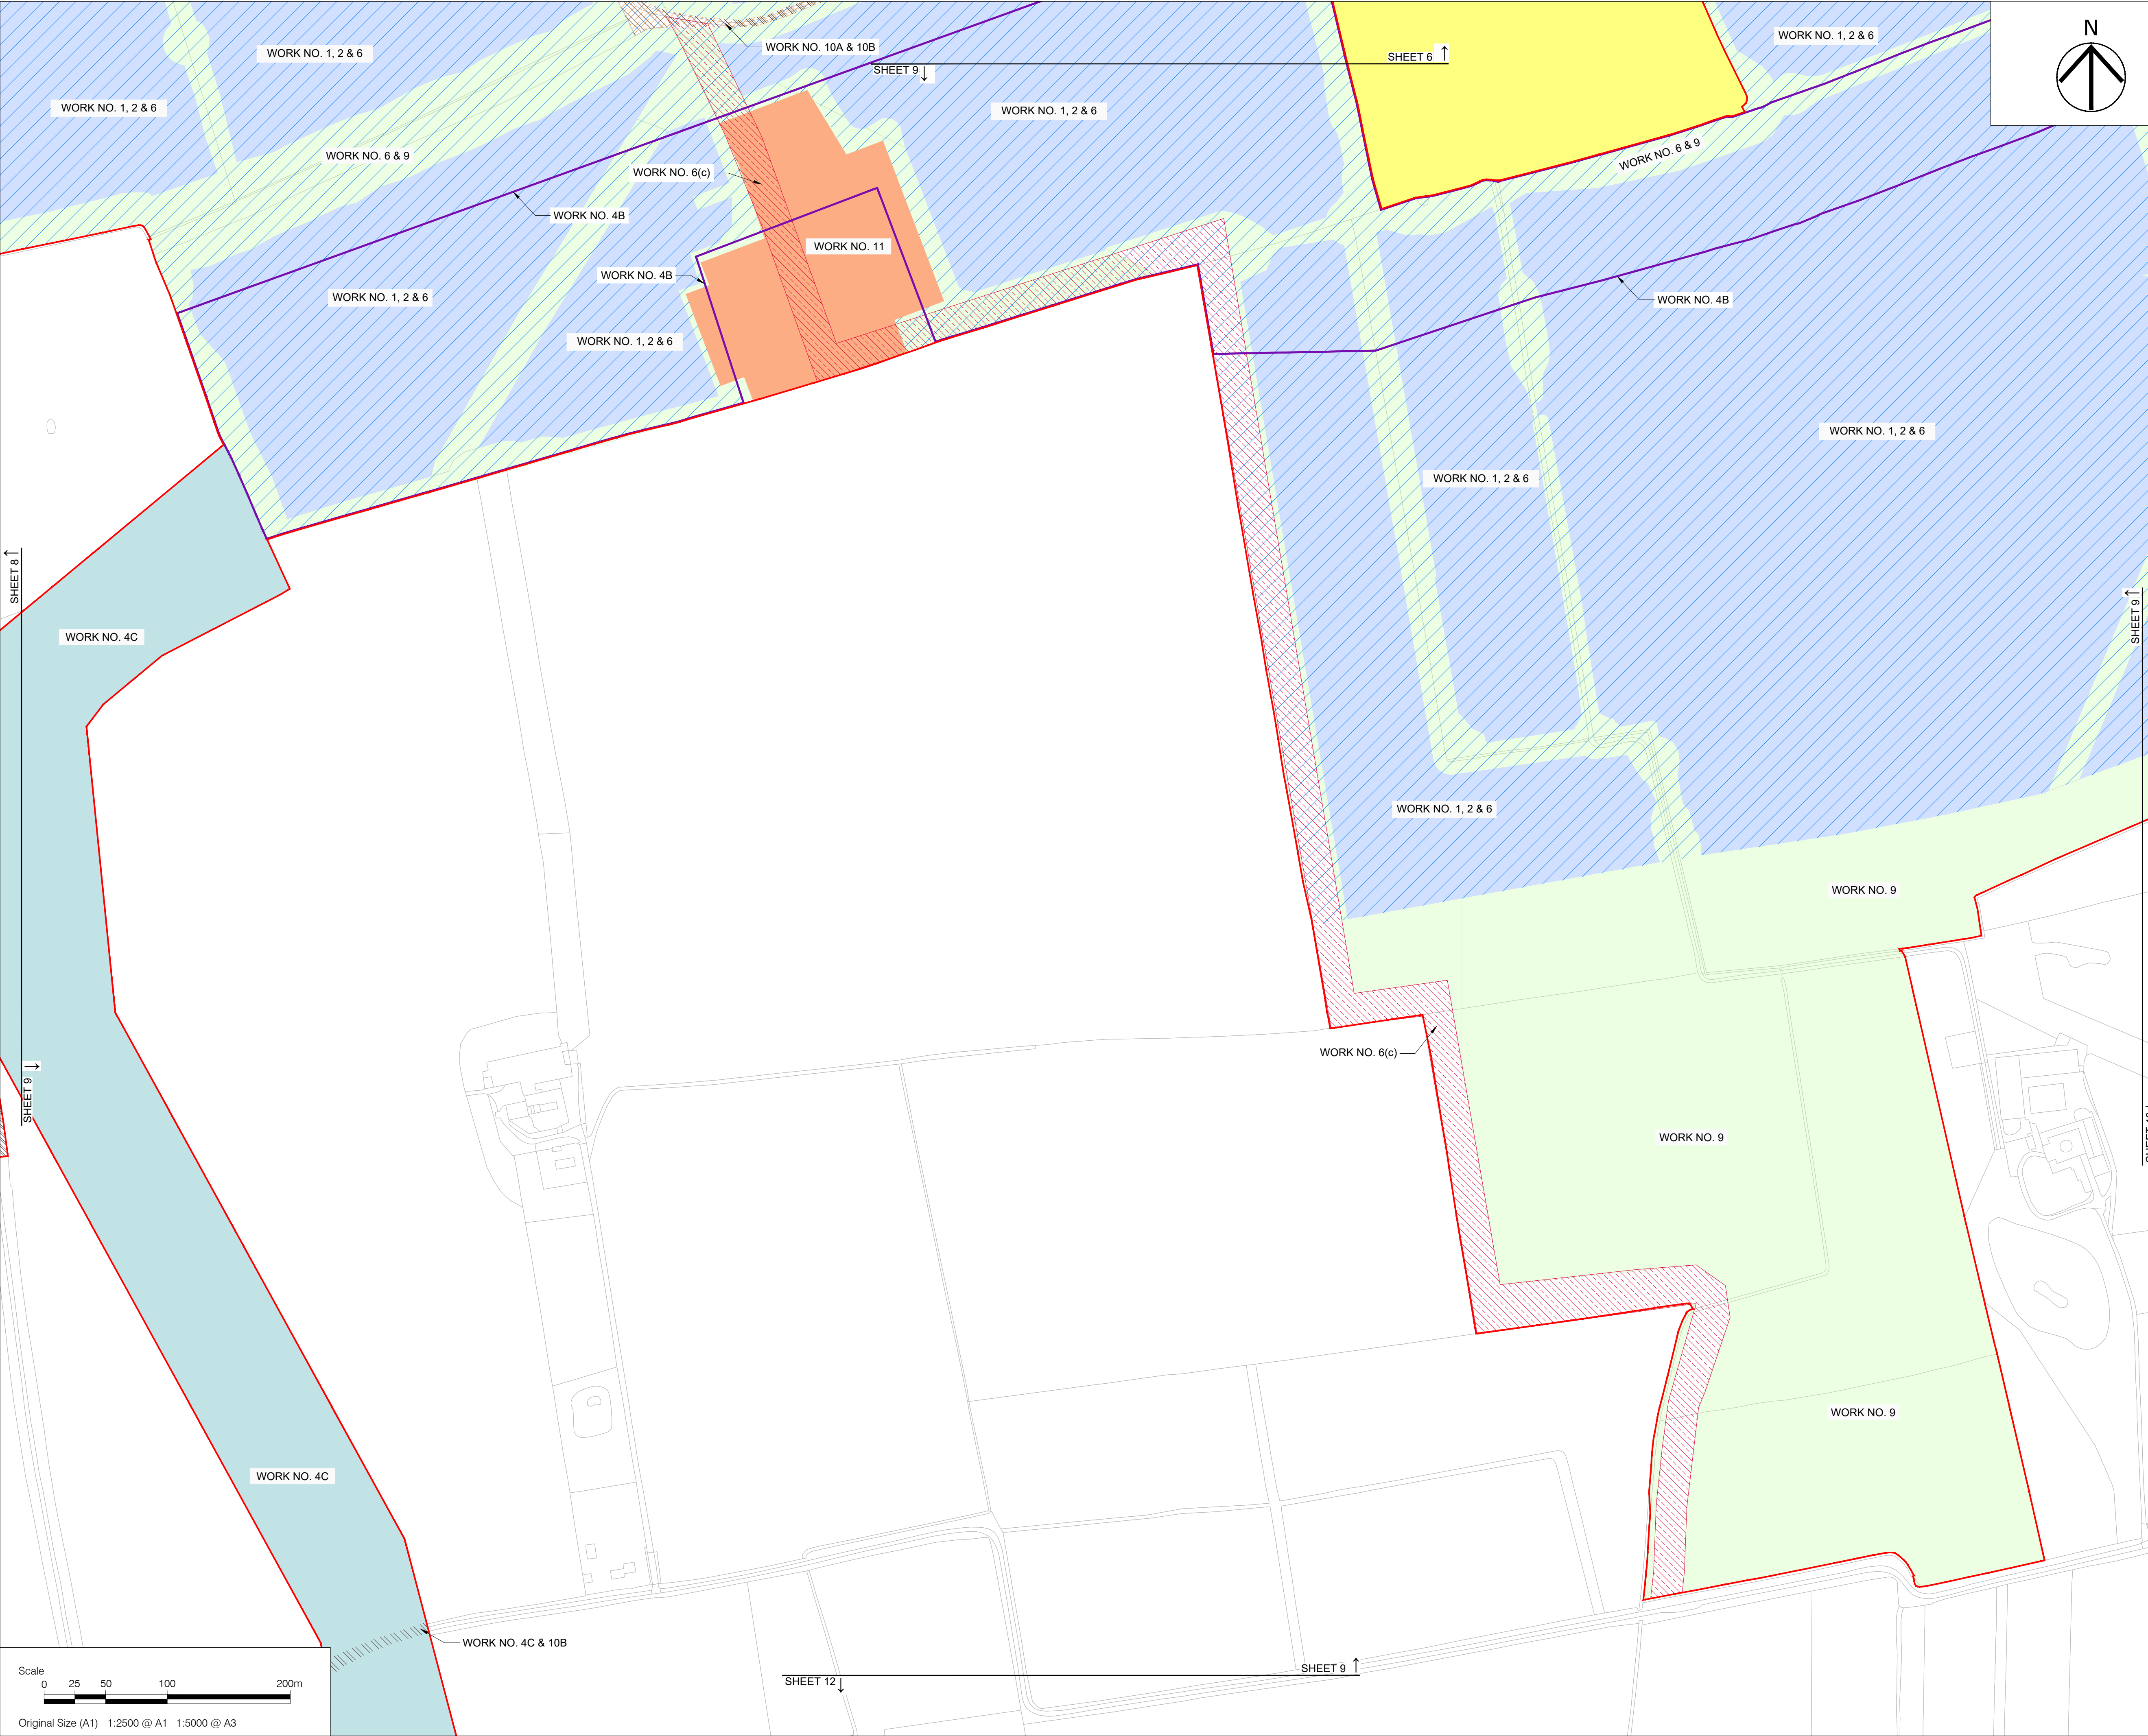 N
WORK NO. 1, 2 & 6
WORK NO. 10A & 10B
SHEET 6
WORK NO. 1, 2 & 6
SHEET 9
WORK NO. 1, 2 & 6
WORK NO. 1, 2 & 6
WORK NO. 6 & 9
WORK NO. 6 & 9
WORK NO. 6(c)
WORK NO. 4B
WORK NO. 11
WORK NO. 4B
WORK NO. 1, 2 & 6
WORK NO. 4B
WORK NO. 1, 2 & 6
WORK NO. 1, 2 & 6
WORK NO. 1, 2 & 6
SHEET 8
SHEET 9
WORK NO. 4C
WORK NO. 1, 2 & 6
WORK NO. 9
WORK NO. 6(c)
SHEET 9
WORK NO. 9
WORK NO. 9
WORK NO. 4C
WORK NO. 4C & 10B
SHEET 9
SHEET 12
Scale
0 25 50 100 200m
Original Size (A1) 1:2500 @ A1 1:5000 @ A3